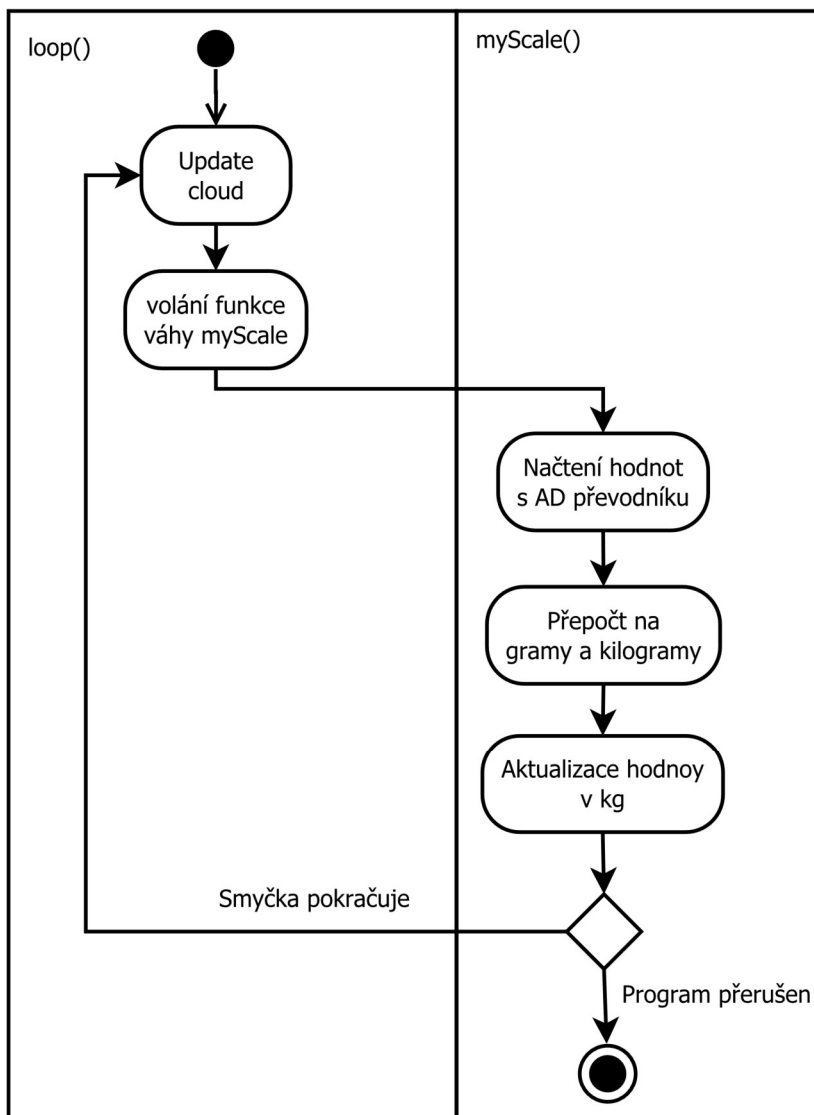 loop()
myScale()
Update
cloud
volání funkce
váhy myScale
Načtení hodnot
s AD převodníku
Přepočt na
gramy a kilogramy
Aktualizace hodnoy
v kg
Smyčka pokračuje
Program přerušen